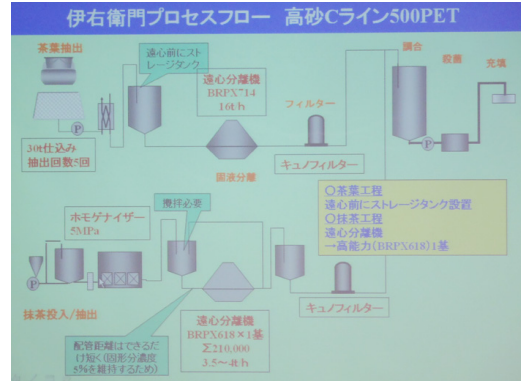 伊右衛門プロセスフロー 高砂Cライン500PET
茶葉抽出
遠心前にスト
レージタンク
調合
殺菌
充填
遠心分離機
BRPX714
16t/h
フィルター
P
30t仕込み
抽出回数5回
P
キュノフィルター
固液分離
ホモゲナイザー
5MPa
攪拌必要
○茶葉工程
遠心前にストレージタンク設置
○抹茶工程
遠心分離機
→高能力(BRPX618)1基
P
キュノフィルター
抹茶投入/抽出
遠心分離機
BRPX618×1基
Σ210,000
3.5~4t/h
配管距離はできるだ
け短く(固形分濃度
5%を維持するため)